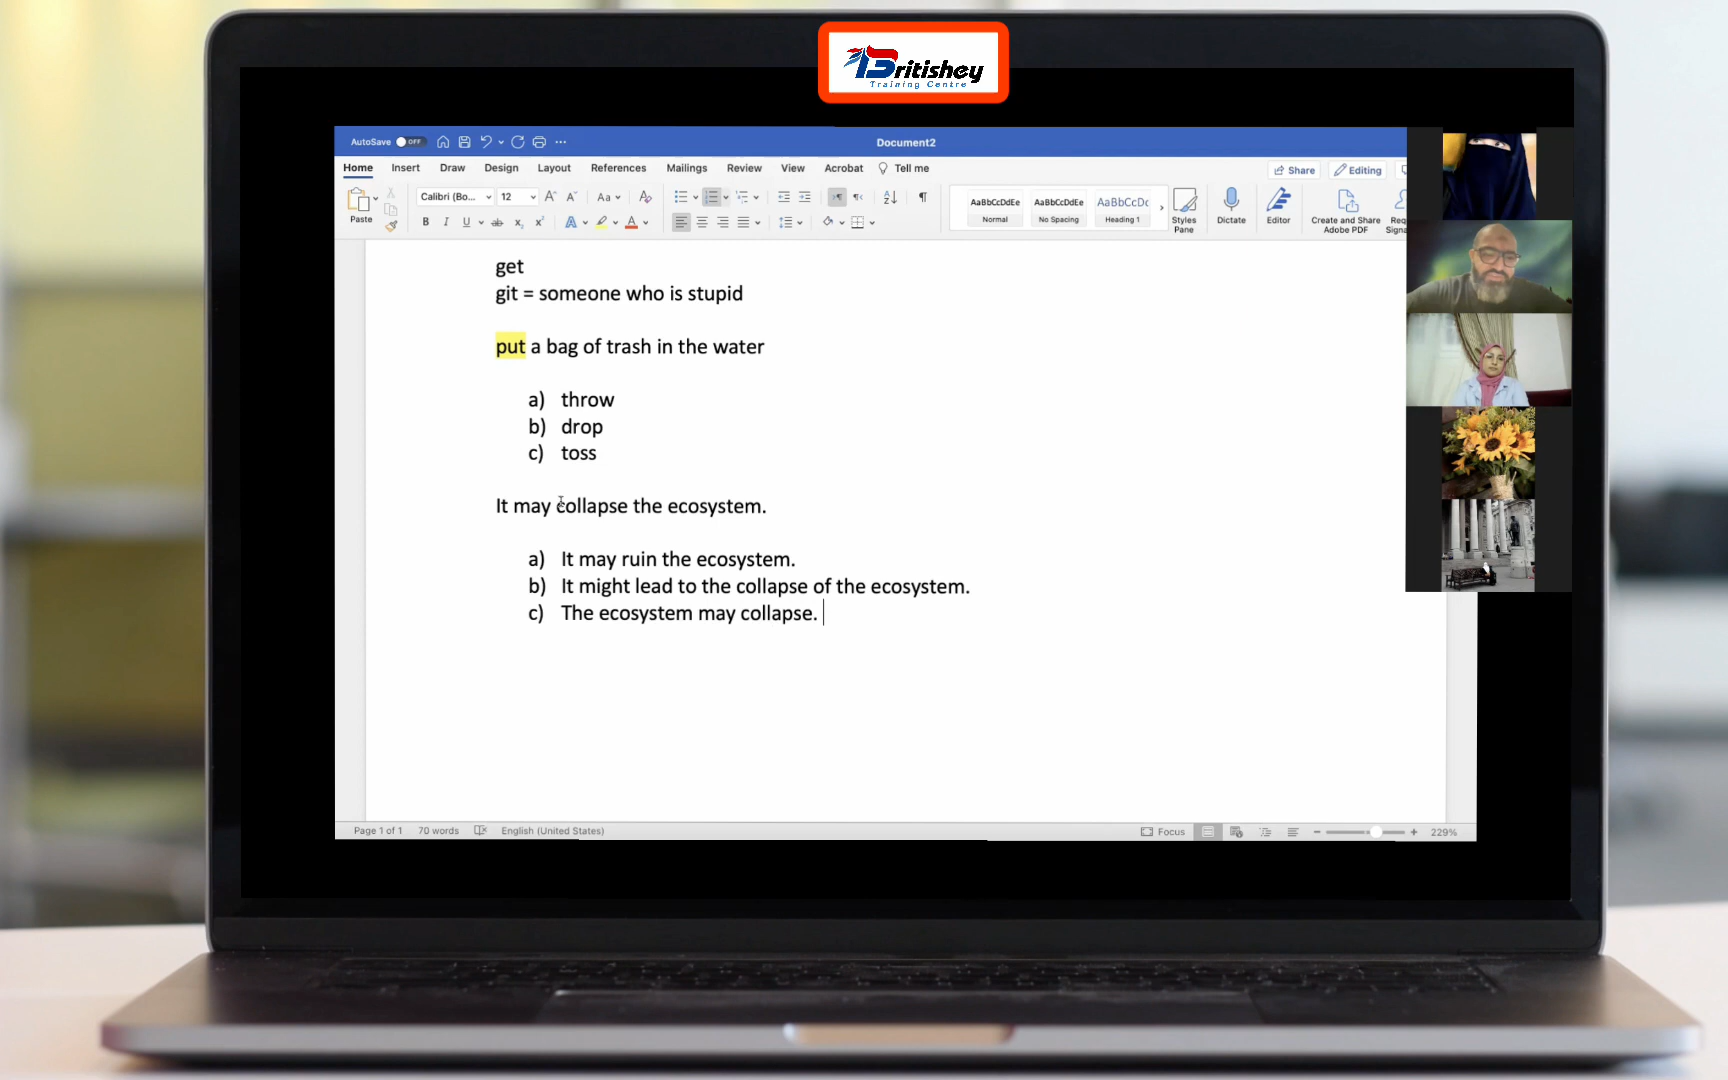 Britishey
Training Centre
AutoSave OFF
Document2
Home Insert Draw Design Layout References Mailings Review View Acrobat Tell me
Share Editing
Paste
Calibri (Bo... 12
AaBbCcDdEe AaBbCcDdEe AaBbCcDc
Normal No Spacing Heading 1
Styles Pane
Dictate
Editor
Create and Share Adobe PDF
get
git = someone who is stupid
put a bag of trash in the water
a) throw
b) drop
c) toss
It may collapse the ecosystem.
a) It may ruin the ecosystem.
b) It might lead to the collapse of the ecosystem.
c) The ecosystem may collapse.
Page 1 of 1 70 words English (United States) Focus 229%